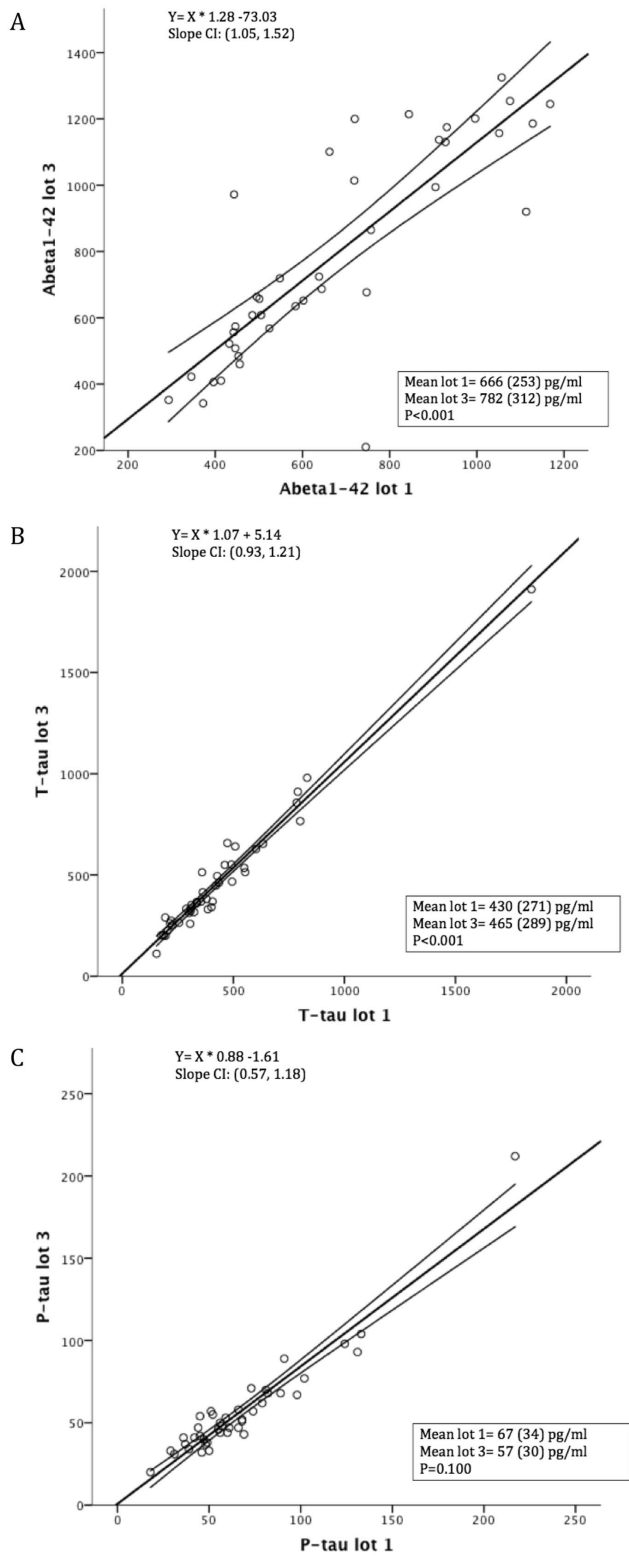 A
Y= X * 1.28 -73.03
Slope CI: (1.05, 1.52)
1400
1200
1000
800
600
400
200
Abeta1-42 lot 3
Mean lot 1= 666 (253) pg/ml
Mean lot 3= 782 (312) pg/ml
P<0.001
200 400 600 800 1000 1200
Abeta1-42 lot 1
B
Y= X * 1.07 + 5.14
Slope CI: (0.93, 1.21)
2000
1500
1000
500
0
T-tau lot 3
Mean lot 1= 430 (271) pg/ml
Mean lot 3= 465 (289) pg/ml
P<0.001
0 500 1000 1500 2000
T-tau lot 1
C
Y= X * 0.88 -1.61
Slope CI: (0.57, 1.18)
250
200
150
100
50
0
P-tau lot 3
Mean lot 1= 67 (34) pg/ml
Mean lot 3= 57 (30) pg/ml
P=0.100
0 50 100 150 200 250
P-tau lot 1